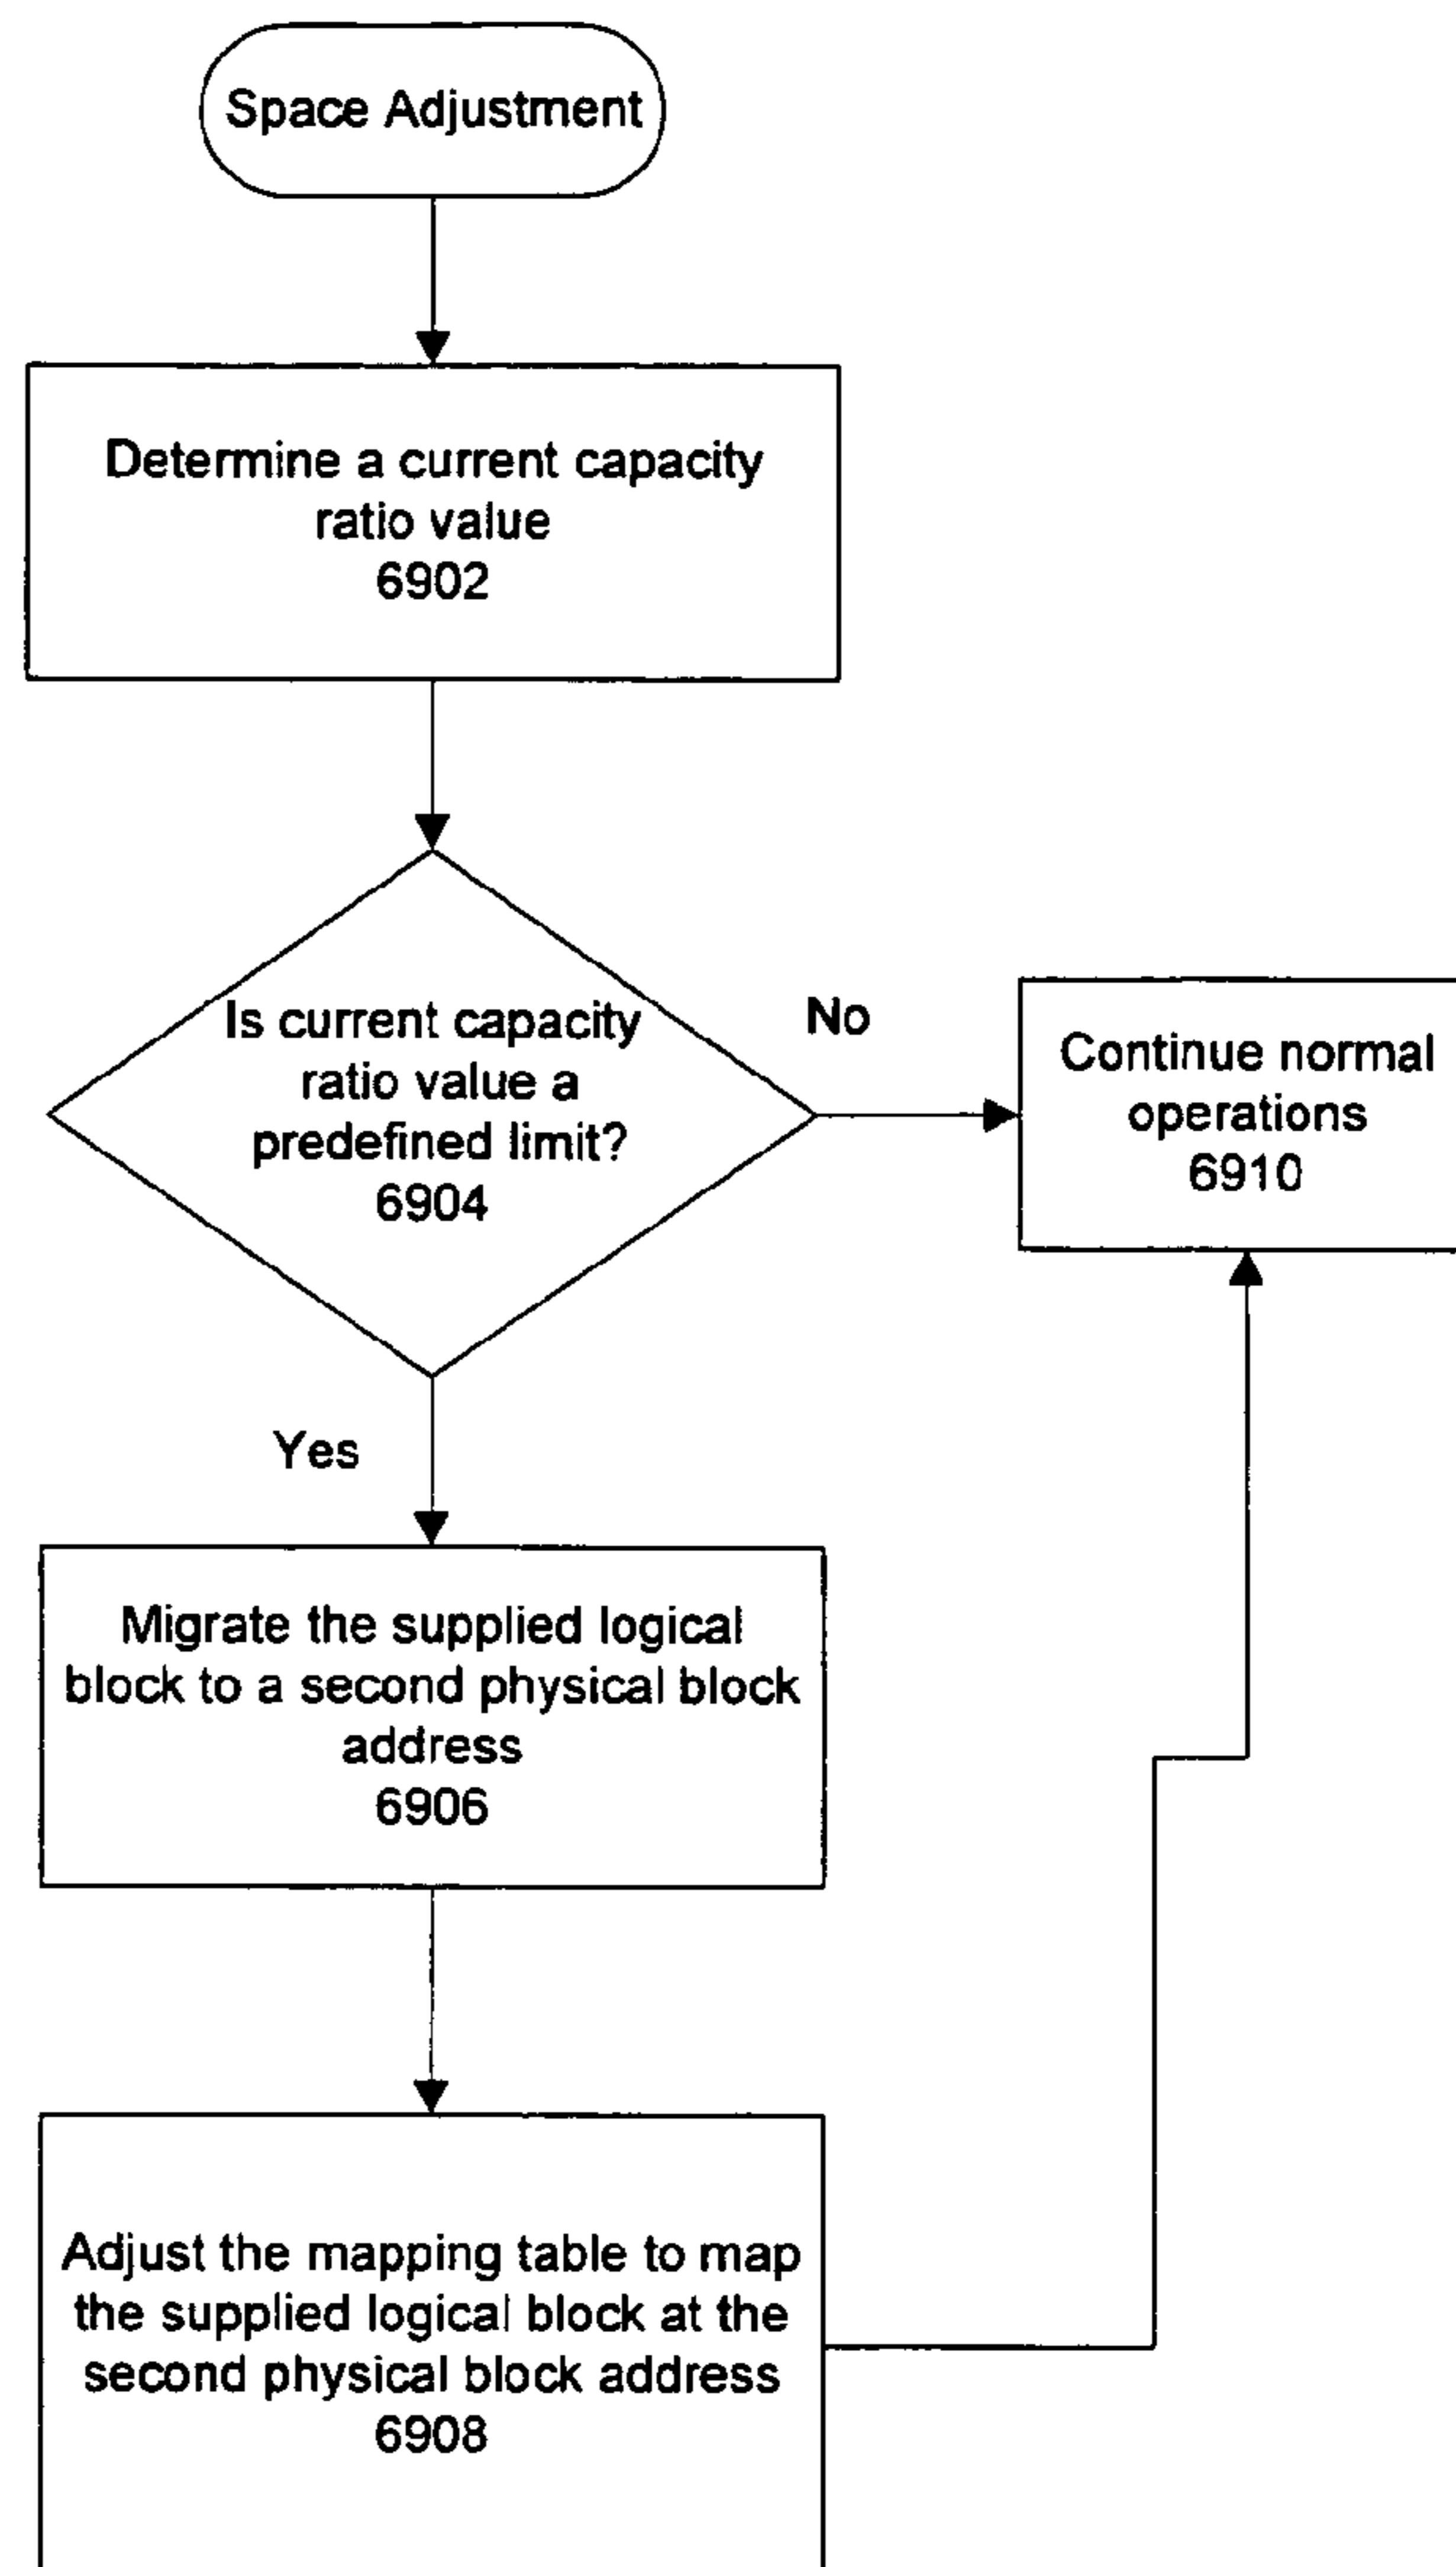 Space Adjustment
Determine a current capacity
ratio value
6902
Is current capacity
ratio value a
predefined limit?
6904
No
Continue normal
operations
6910
Yes
Migrate the supplied logical
block to a second physical block
address
6906
Adjust the mapping table to map
the supplied logical block at the
second physical block address
6908